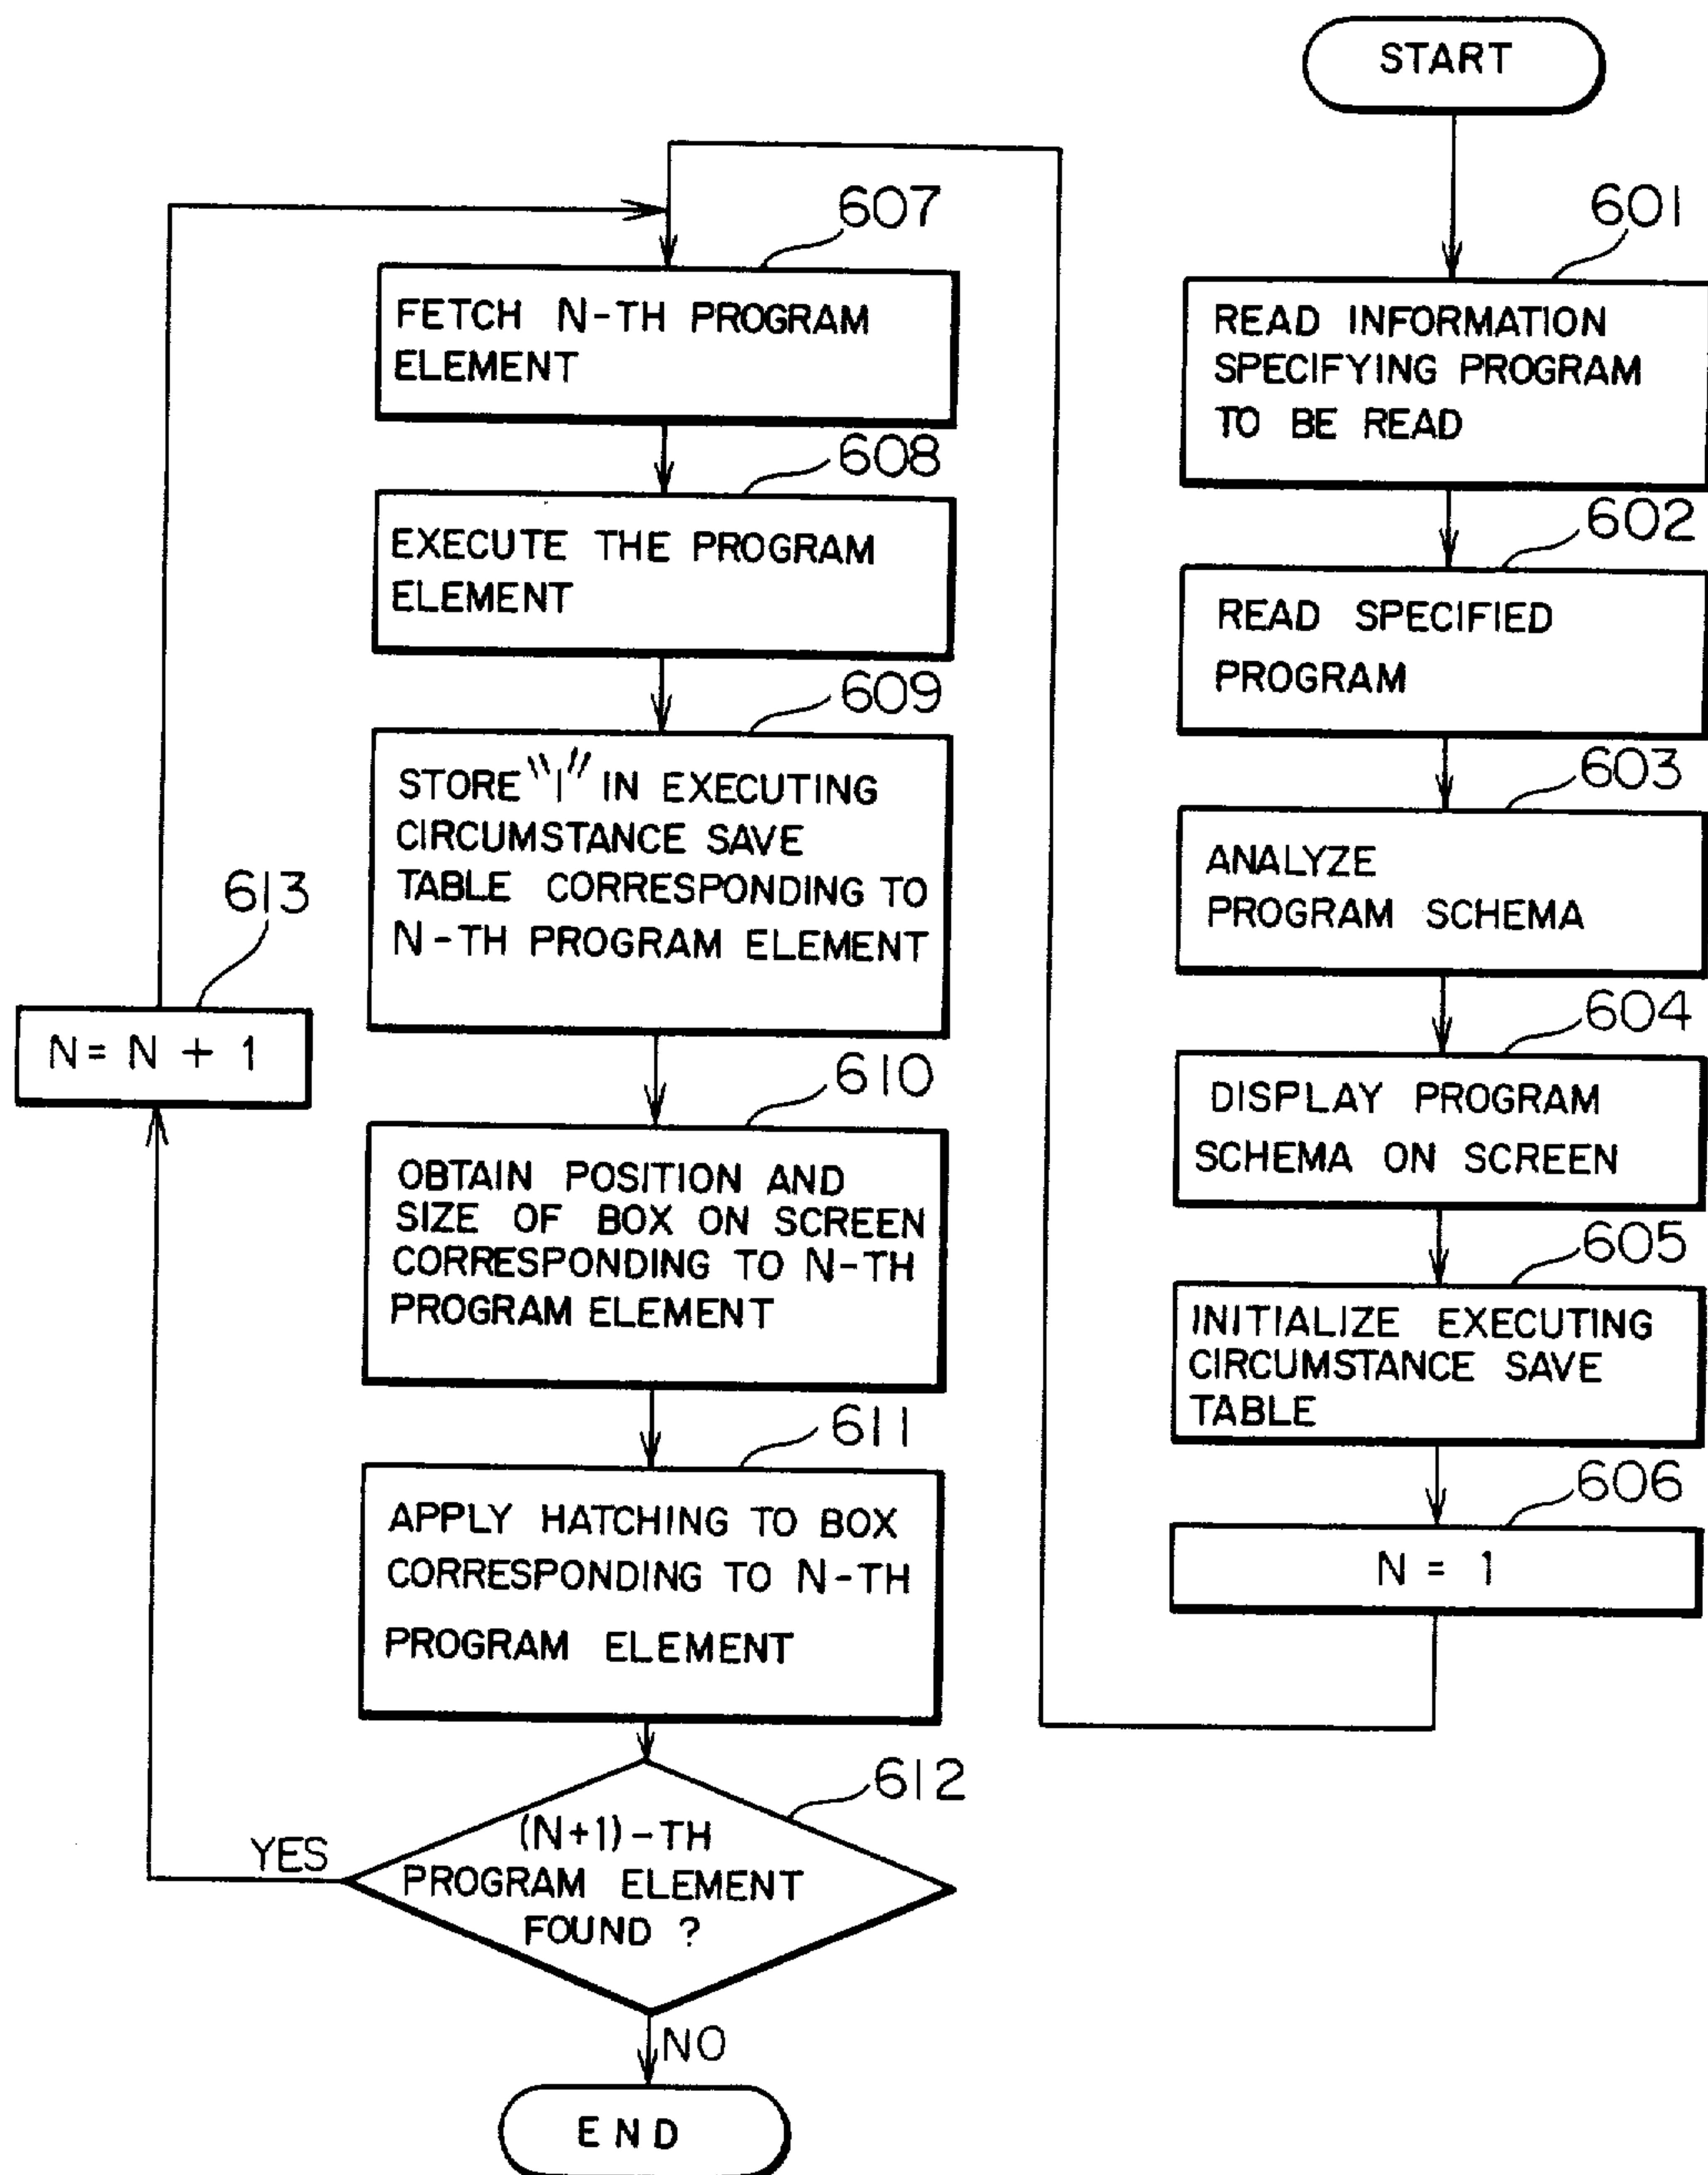 START
601
READ INFORMATION
SPECIFYING PROGRAM
TO BE READ
602
READ SPECIFIED
PROGRAM
603
ANALYZE
PROGRAM SCHEMA
604
DISPLAY PROGRAM
SCHEMA ON SCREEN
605
INITIALIZE EXECUTING
CIRCUMSTANCE SAVE
TABLE
606
N = 1
607
FETCH N-TH PROGRAM
ELEMENT
608
EXECUTE THE PROGRAM
ELEMENT
609
STORE "1" IN EXECUTING
CIRCUMSTANCE SAVE
TABLE CORRESPONDING TO
N-TH PROGRAM ELEMENT
610
OBTAIN POSITION AND
SIZE OF BOX ON SCREEN
CORRESPONDING TO N-TH
PROGRAM ELEMENT
611
APPLY HATCHING TO BOX
CORRESPONDING TO N-TH
PROGRAM ELEMENT
612
(N+1)-TH
PROGRAM ELEMENT
FOUND ?
YES
613
N = N + 1
NO
END